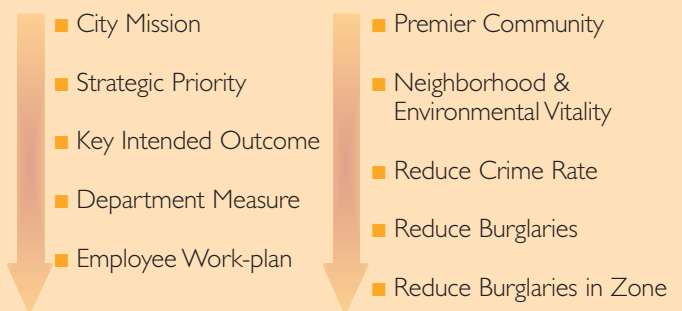 City Mission
Strategic Priority
Key Intended Outcome
Department Measure
Employee Work-plan
Premier Community
Neighborhood &
Environmental Vitality
Reduce Crime Rate
Reduce Burglaries
Reduce Burglaries in Zone